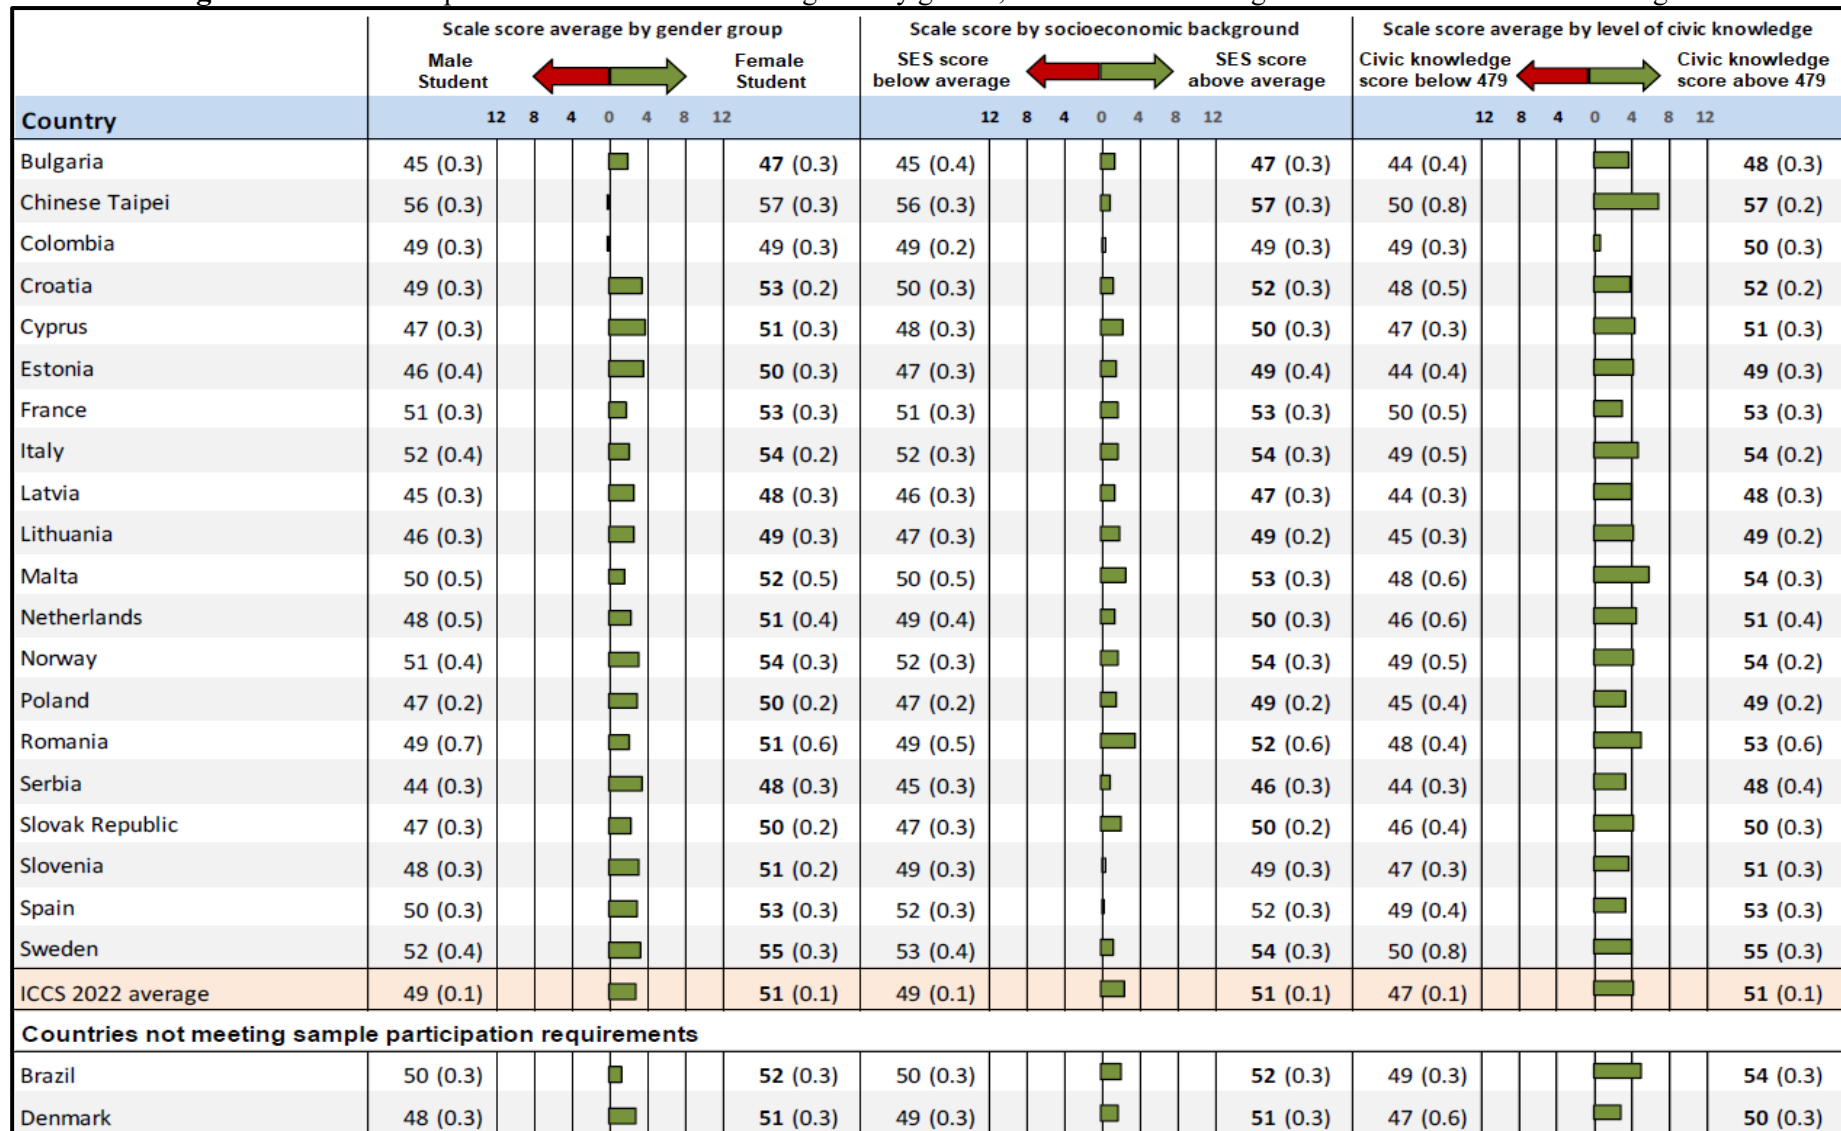 Scale score average by gender group Scale score by socioeconomic background Scale score average by level of civic knowledge
Male Student Female Student SES score below average SES score above average Civic knowledge score below 479 Civic knowledge score above 479
Country 12 8 4 0 4 8 12 12 8 4 0 4 8 12 12 8 4 0 4 8 12
Bulgaria 45 (0.3) 47 (0.3) 45 (0.4) 47 (0.3) 44 (0.4) 48 (0.3)
Chinese Taipei 56 (0.3) 57 (0.3) 56 (0.3) 57 (0.3) 50 (0.8) 57 (0.2)
Colombia 49 (0.3) 49 (0.3) 49 (0.2) 49 (0.3) 49 (0.3) 50 (0.3)
Croatia 49 (0.3) 53 (0.2) 50 (0.3) 52 (0.3) 48 (0.5) 52 (0.2)
Cyprus 47 (0.3) 51 (0.3) 48 (0.3) 50 (0.3) 47 (0.3) 51 (0.3)
Estonia 46 (0.4) 50 (0.3) 47 (0.3) 49 (0.4) 44 (0.4) 49 (0.3)
France 51 (0.3) 53 (0.3) 51 (0.3) 53 (0.3) 50 (0.5) 53 (0.3)
Italy 52 (0.4) 54 (0.2) 52 (0.3) 54 (0.3) 49 (0.5) 54 (0.2)
Latvia 45 (0.3) 48 (0.3) 46 (0.3) 47 (0.3) 44 (0.3) 48 (0.3)
Lithuania 46 (0.3) 49 (0.3) 47 (0.3) 49 (0.2) 45 (0.3) 49 (0.2)
Malta 50 (0.5) 52 (0.5) 50 (0.5) 53 (0.3) 48 (0.6) 54 (0.3)
Netherlands 48 (0.5) 51 (0.4) 49 (0.4) 50 (0.3) 46 (0.6) 51 (0.4)
Norway 51 (0.4) 54 (0.3) 52 (0.3) 54 (0.3) 49 (0.5) 54 (0.2)
Poland 47 (0.2) 50 (0.2) 47 (0.2) 49 (0.2) 45 (0.4) 49 (0.2)
Romania 49 (0.7) 51 (0.6) 49 (0.5) 52 (0.6) 48 (0.4) 53 (0.6)
Serbia 44 (0.3) 48 (0.3) 45 (0.3) 46 (0.3) 44 (0.3) 48 (0.4)
Slovak Republic 47 (0.3) 50 (0.2) 47 (0.3) 50 (0.2) 46 (0.4) 50 (0.3)
Slovenia 48 (0.3) 51 (0.2) 49 (0.3) 49 (0.3) 47 (0.3) 51 (0.3)
Spain 50 (0.3) 53 (0.3) 52 (0.3) 52 (0.3) 49 (0.4) 53 (0.3)
Sweden 52 (0.4) 55 (0.3) 53 (0.4) 54 (0.3) 50 (0.8) 55 (0.3)
ICCS 2022 average 49 (0.1) 51 (0.1) 49 (0.1) 51 (0.1) 47 (0.1) 51 (0.1)
Countries not meeting sample participation requirements
Brazil 50 (0.3) 52 (0.3) 50 (0.3) 52 (0.3) 49 (0.3) 54 (0.3)
Denmark 48 (0.3) 51 (0.3) 49 (0.3) 51 (0.3) 47 (0.6) 50 (0.3)